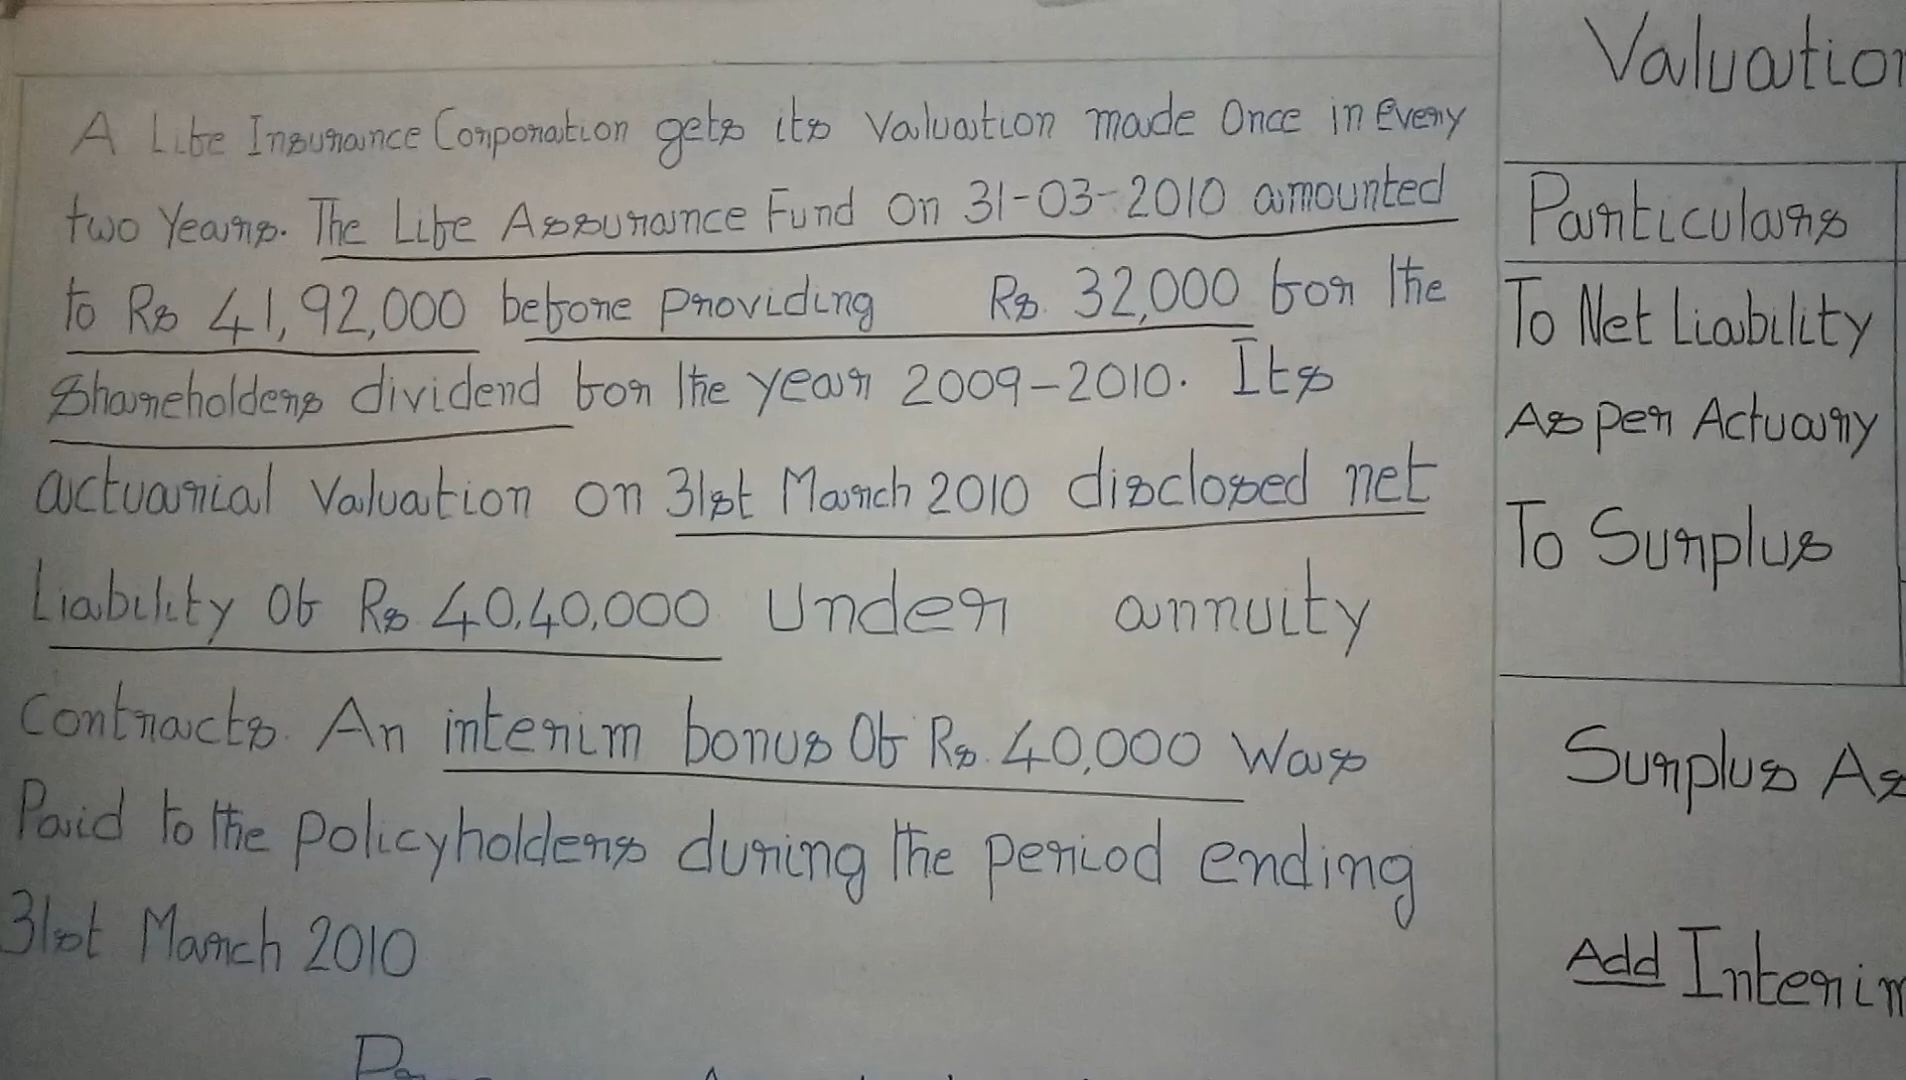 A Life Insurance Corporation gets its Valuation made Once in every
two Years. The Life Assurance Fund on 31-03-2010 amounted
to Rs 41,92,000 before providing Rs. 32,000 for the
Shareholders dividend for the year 2009-2010. Its
actuarial Valuation on 31st March 2010 disclosed net
Liability of Rs. 40,40,000 Under annuity
Contracts. An interim bonus of Rs. 40,000 Was
Paid to the policyholders during the period ending
31st March 2010
Valuation
Particulars
To Net Liability
As per Actuary
To Surplus
Surplus As
Add Interim